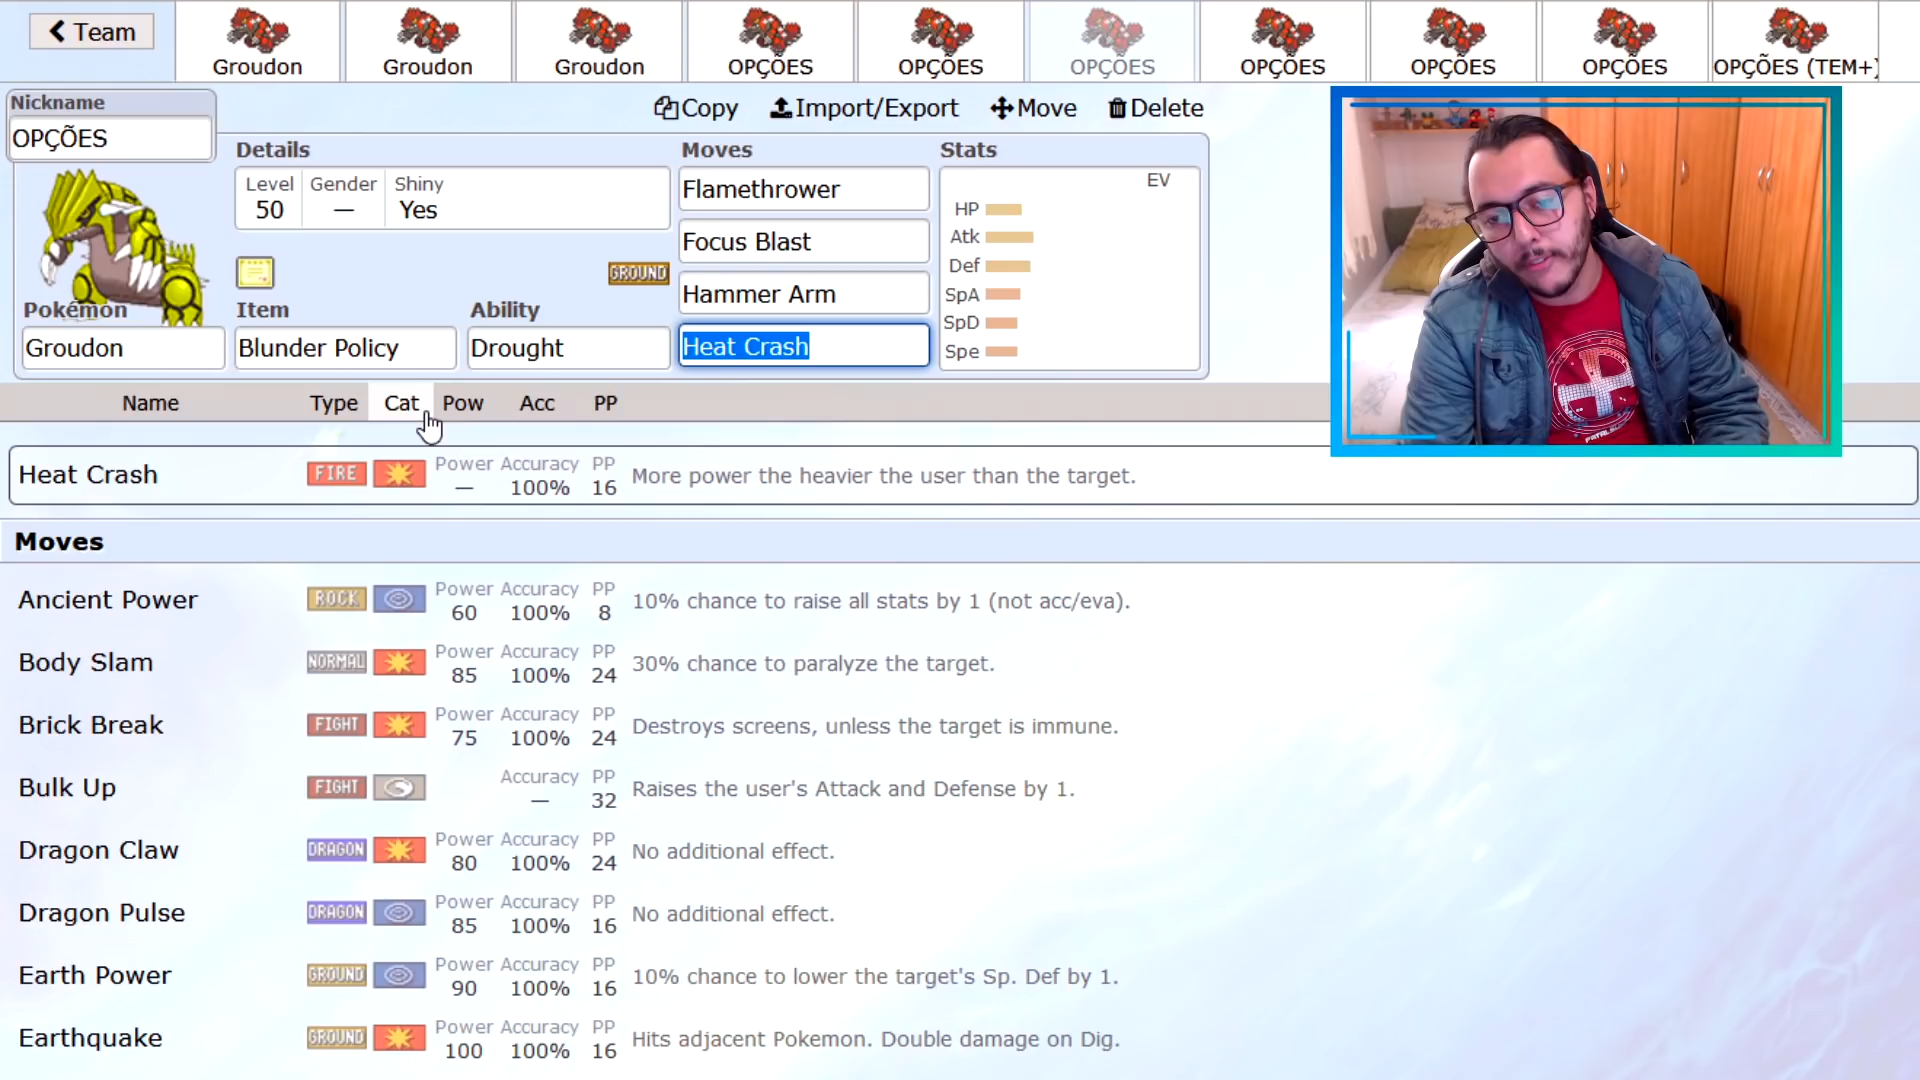 Team
Groudon
Groudon
Groudon
OPÇÕES
OPÇÕES
OPÇÕES
OPÇÕES
OPÇÕES
OPÇÕES
OPÇÕES (TEM+)
Nickname
OPÇÕES
Copy Import/Export Move Delete
Details
Level Gender Shiny
50 — Yes
GROUND
Pokémon Item Ability
Groudon Blunder Policy Drought
Moves
Flamethrower
Focus Blast
Hammer Arm
Heat Crash
Stats
EV
HP
Atk
Def
SpA
SpD
Spe
Name Type Cat Pow Acc PP
Heat Crash FIRE Power — Accuracy 100% PP 16 More power the heavier the user than the target.
Moves
Ancient Power ROCK Power 60 Accuracy 100% PP 8 10% chance to raise all stats by 1 (not acc/eva).
Body Slam NORMAL Power 85 Accuracy 100% PP 24 30% chance to paralyze the target.
Brick Break FIGHT Power 75 Accuracy 100% PP 24 Destroys screens, unless the target is immune.
Bulk Up FIGHT Accuracy — PP 32 Raises the user's Attack and Defense by 1.
Dragon Claw DRAGON Power 80 Accuracy 100% PP 24 No additional effect.
Dragon Pulse DRAGON Power 85 Accuracy 100% PP 16 No additional effect.
Earth Power GROUND Power 90 Accuracy 100% PP 16 10% chance to lower the target's Sp. Def by 1.
Earthquake GROUND Power 100 Accuracy 100% PP 16 Hits adjacent Pokemon. Double damage on Dig.